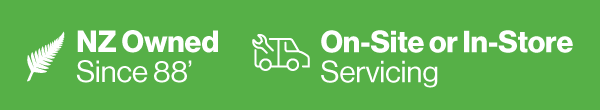 NZ Owned
Since 88’
On-Site or In-Store
Servicing